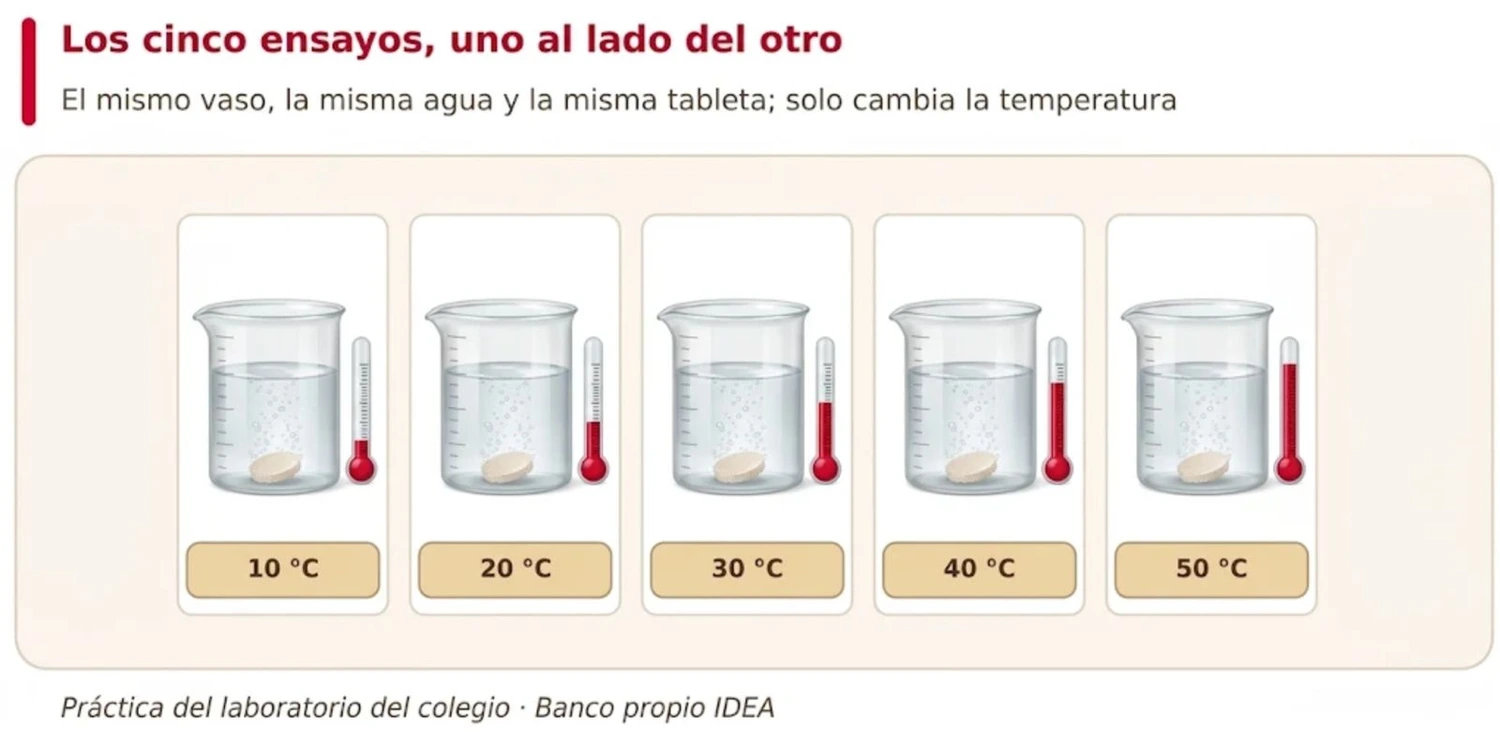 Los cinco ensayos, uno al lado del otro
El mismo vaso, la misma agua y la misma tableta; solo cambia la temperatura
10 °C
20 °C
30 °C
40 °C
50 °C
Práctica del laboratorio del colegio · Banco propio IDEA